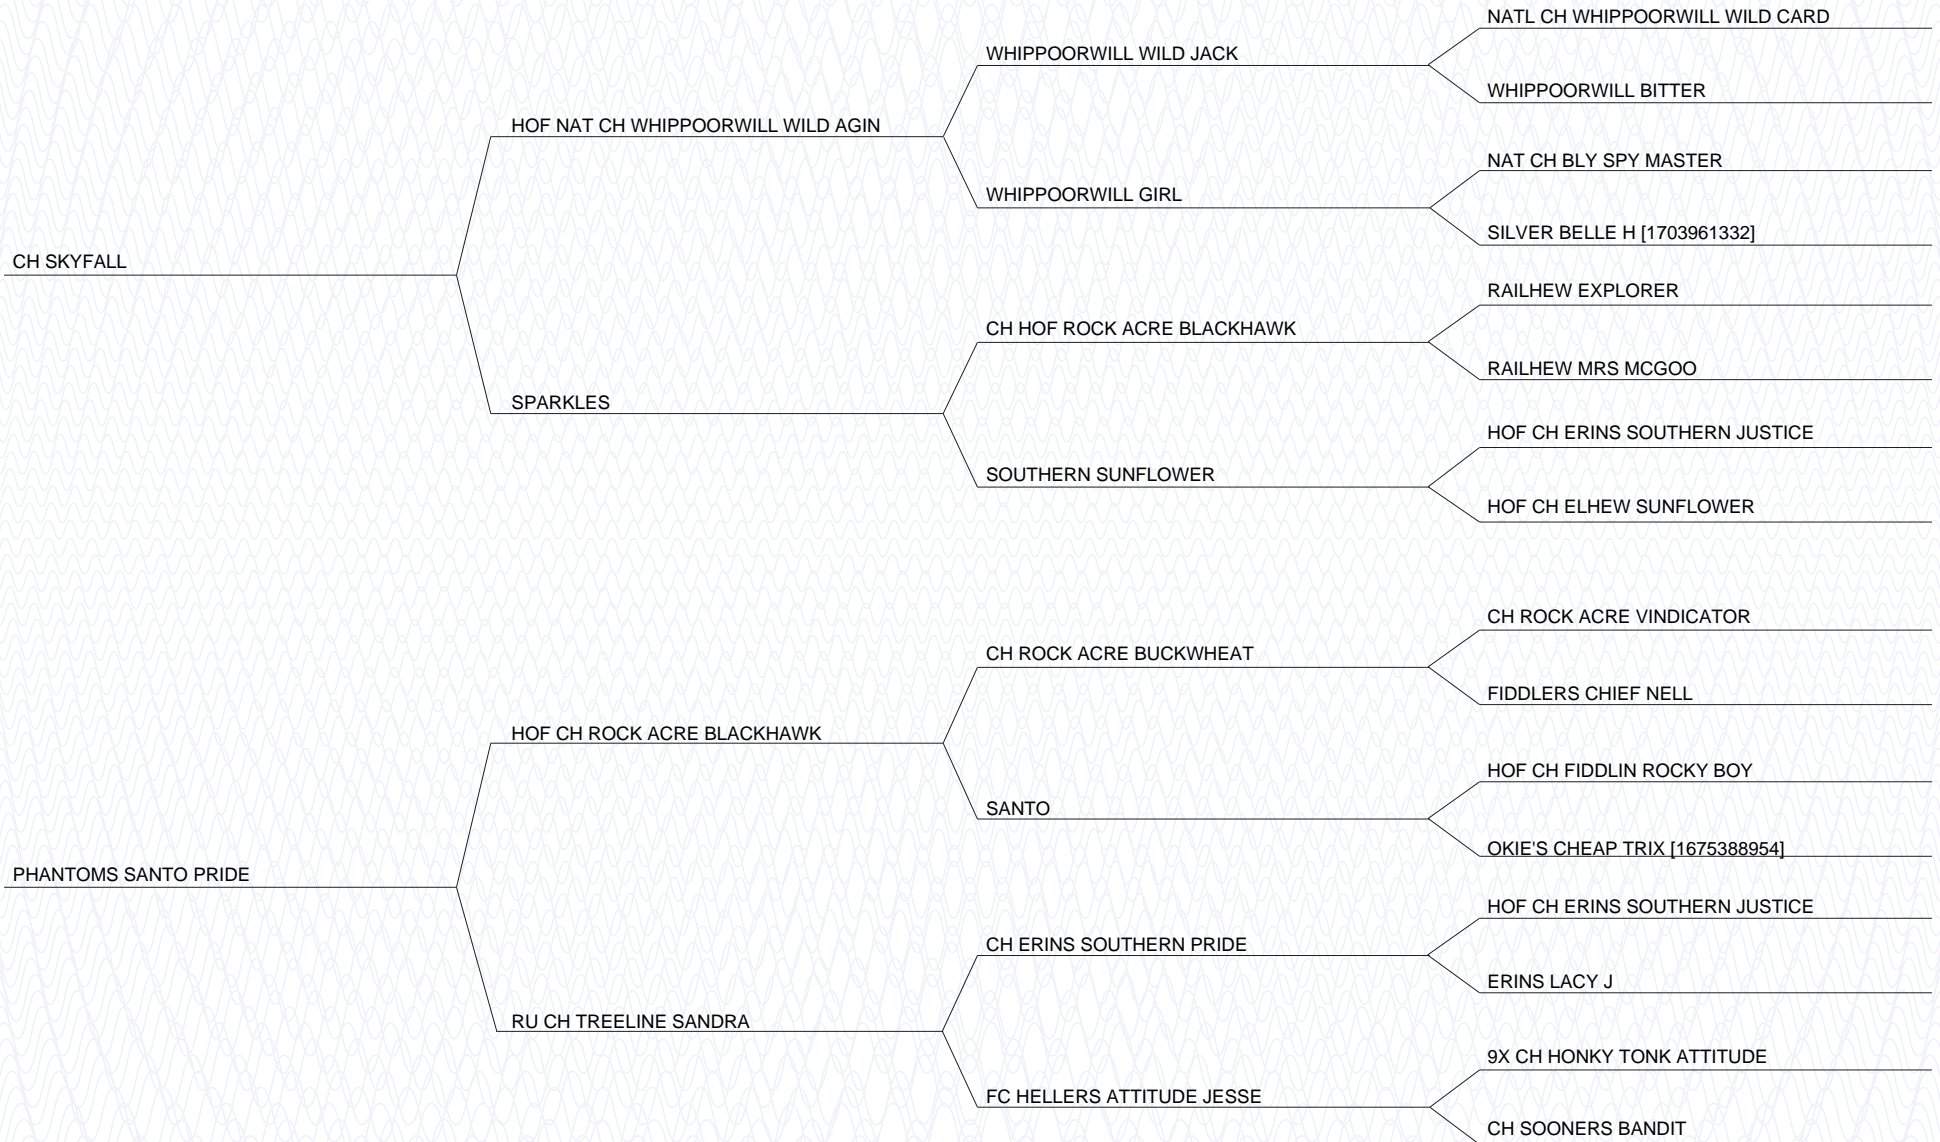 NATL CH WHIPPOORWILL WILD CARD
WHIPPOORWILL WILD JACK
WHIPPOORWILL BITTER
HOF NAT CH WHIPPOORWILL WILD AGIN
NAT CH BLY SPY MASTER
WHIPPOORWILL GIRL
SILVER BELLE H [1703961332]
CH SKYFALL
RAILHEW EXPLORER
CH HOF ROCK ACRE BLACKHAWK
RAILHEW MRS MCGOO
SPARKLES
HOF CH ERINS SOUTHERN JUSTICE
SOUTHERN SUNFLOWER
HOF CH ELHEW SUNFLOWER
CH ROCK ACRE VINDICATOR
CH ROCK ACRE BUCKWHEAT
FIDDLERS CHIEF NELL
HOF CH ROCK ACRE BLACKHAWK
HOF CH FIDDLIN ROCKY BOY
SANTO
OKIE'S CHEAP TRIX [1675388954]
PHANTOMS SANTO PRIDE
HOF CH ERINS SOUTHERN JUSTICE
CH ERINS SOUTHERN PRIDE
ERINS LACY J
RU CH TREELINE SANDRA
9X CH HONKY TONK ATTITUDE
FC HELLERS ATTITUDE JESSE
CH SOONERS BANDIT